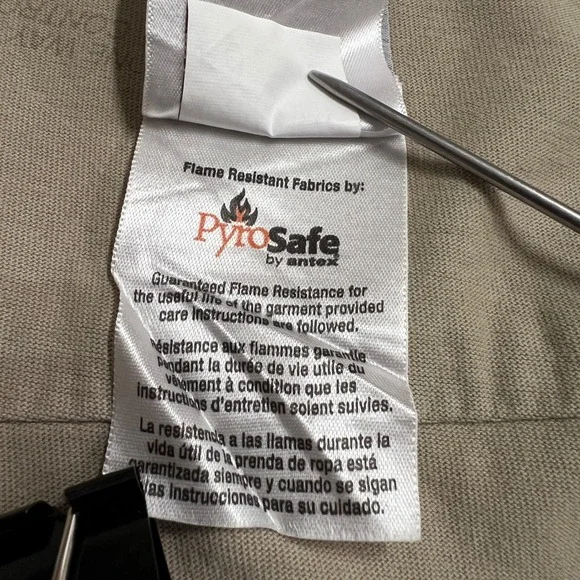 Flame Resistant Fabrics by:
PyroSafe
by antex
Guaranteed Flame Resistance for
the useful life of the garment provided
care instructions are followed.
ésistance aux flammes garantie
pendant la durée de vie utile du
vêtement à condition que les
instructions d'entretien soient suivies.
La resistencia a las llamas durante la
vida útil de la prenda de ropa está
garantizada siempre y cuando se sigan
las instrucciones para su cuidado.